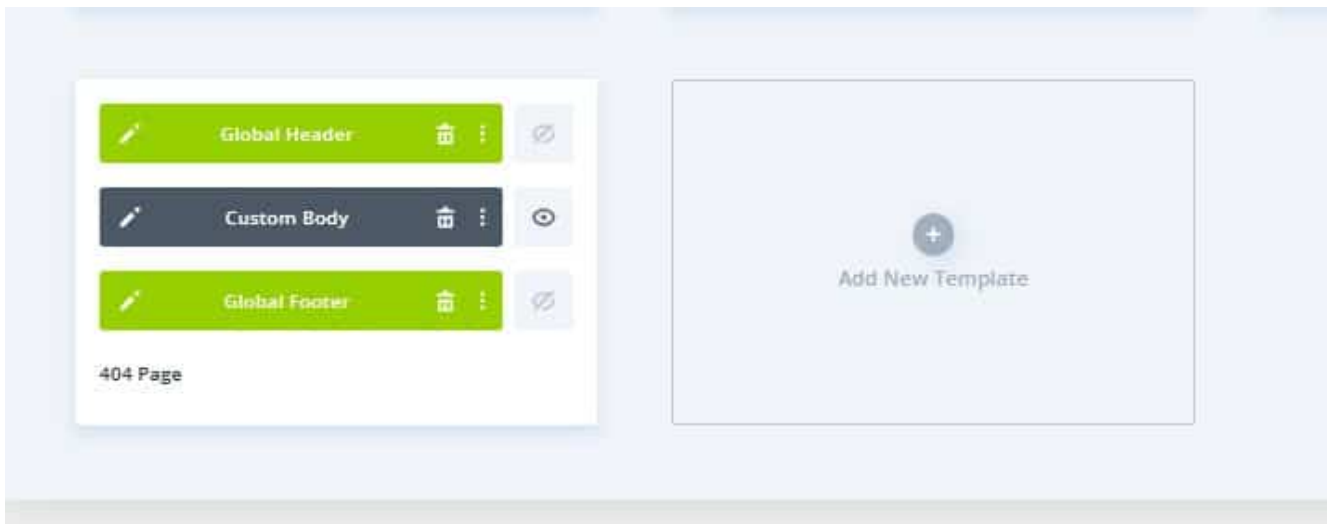 Global Header
Custom Body
Global Footer
404 Page
Add New Template